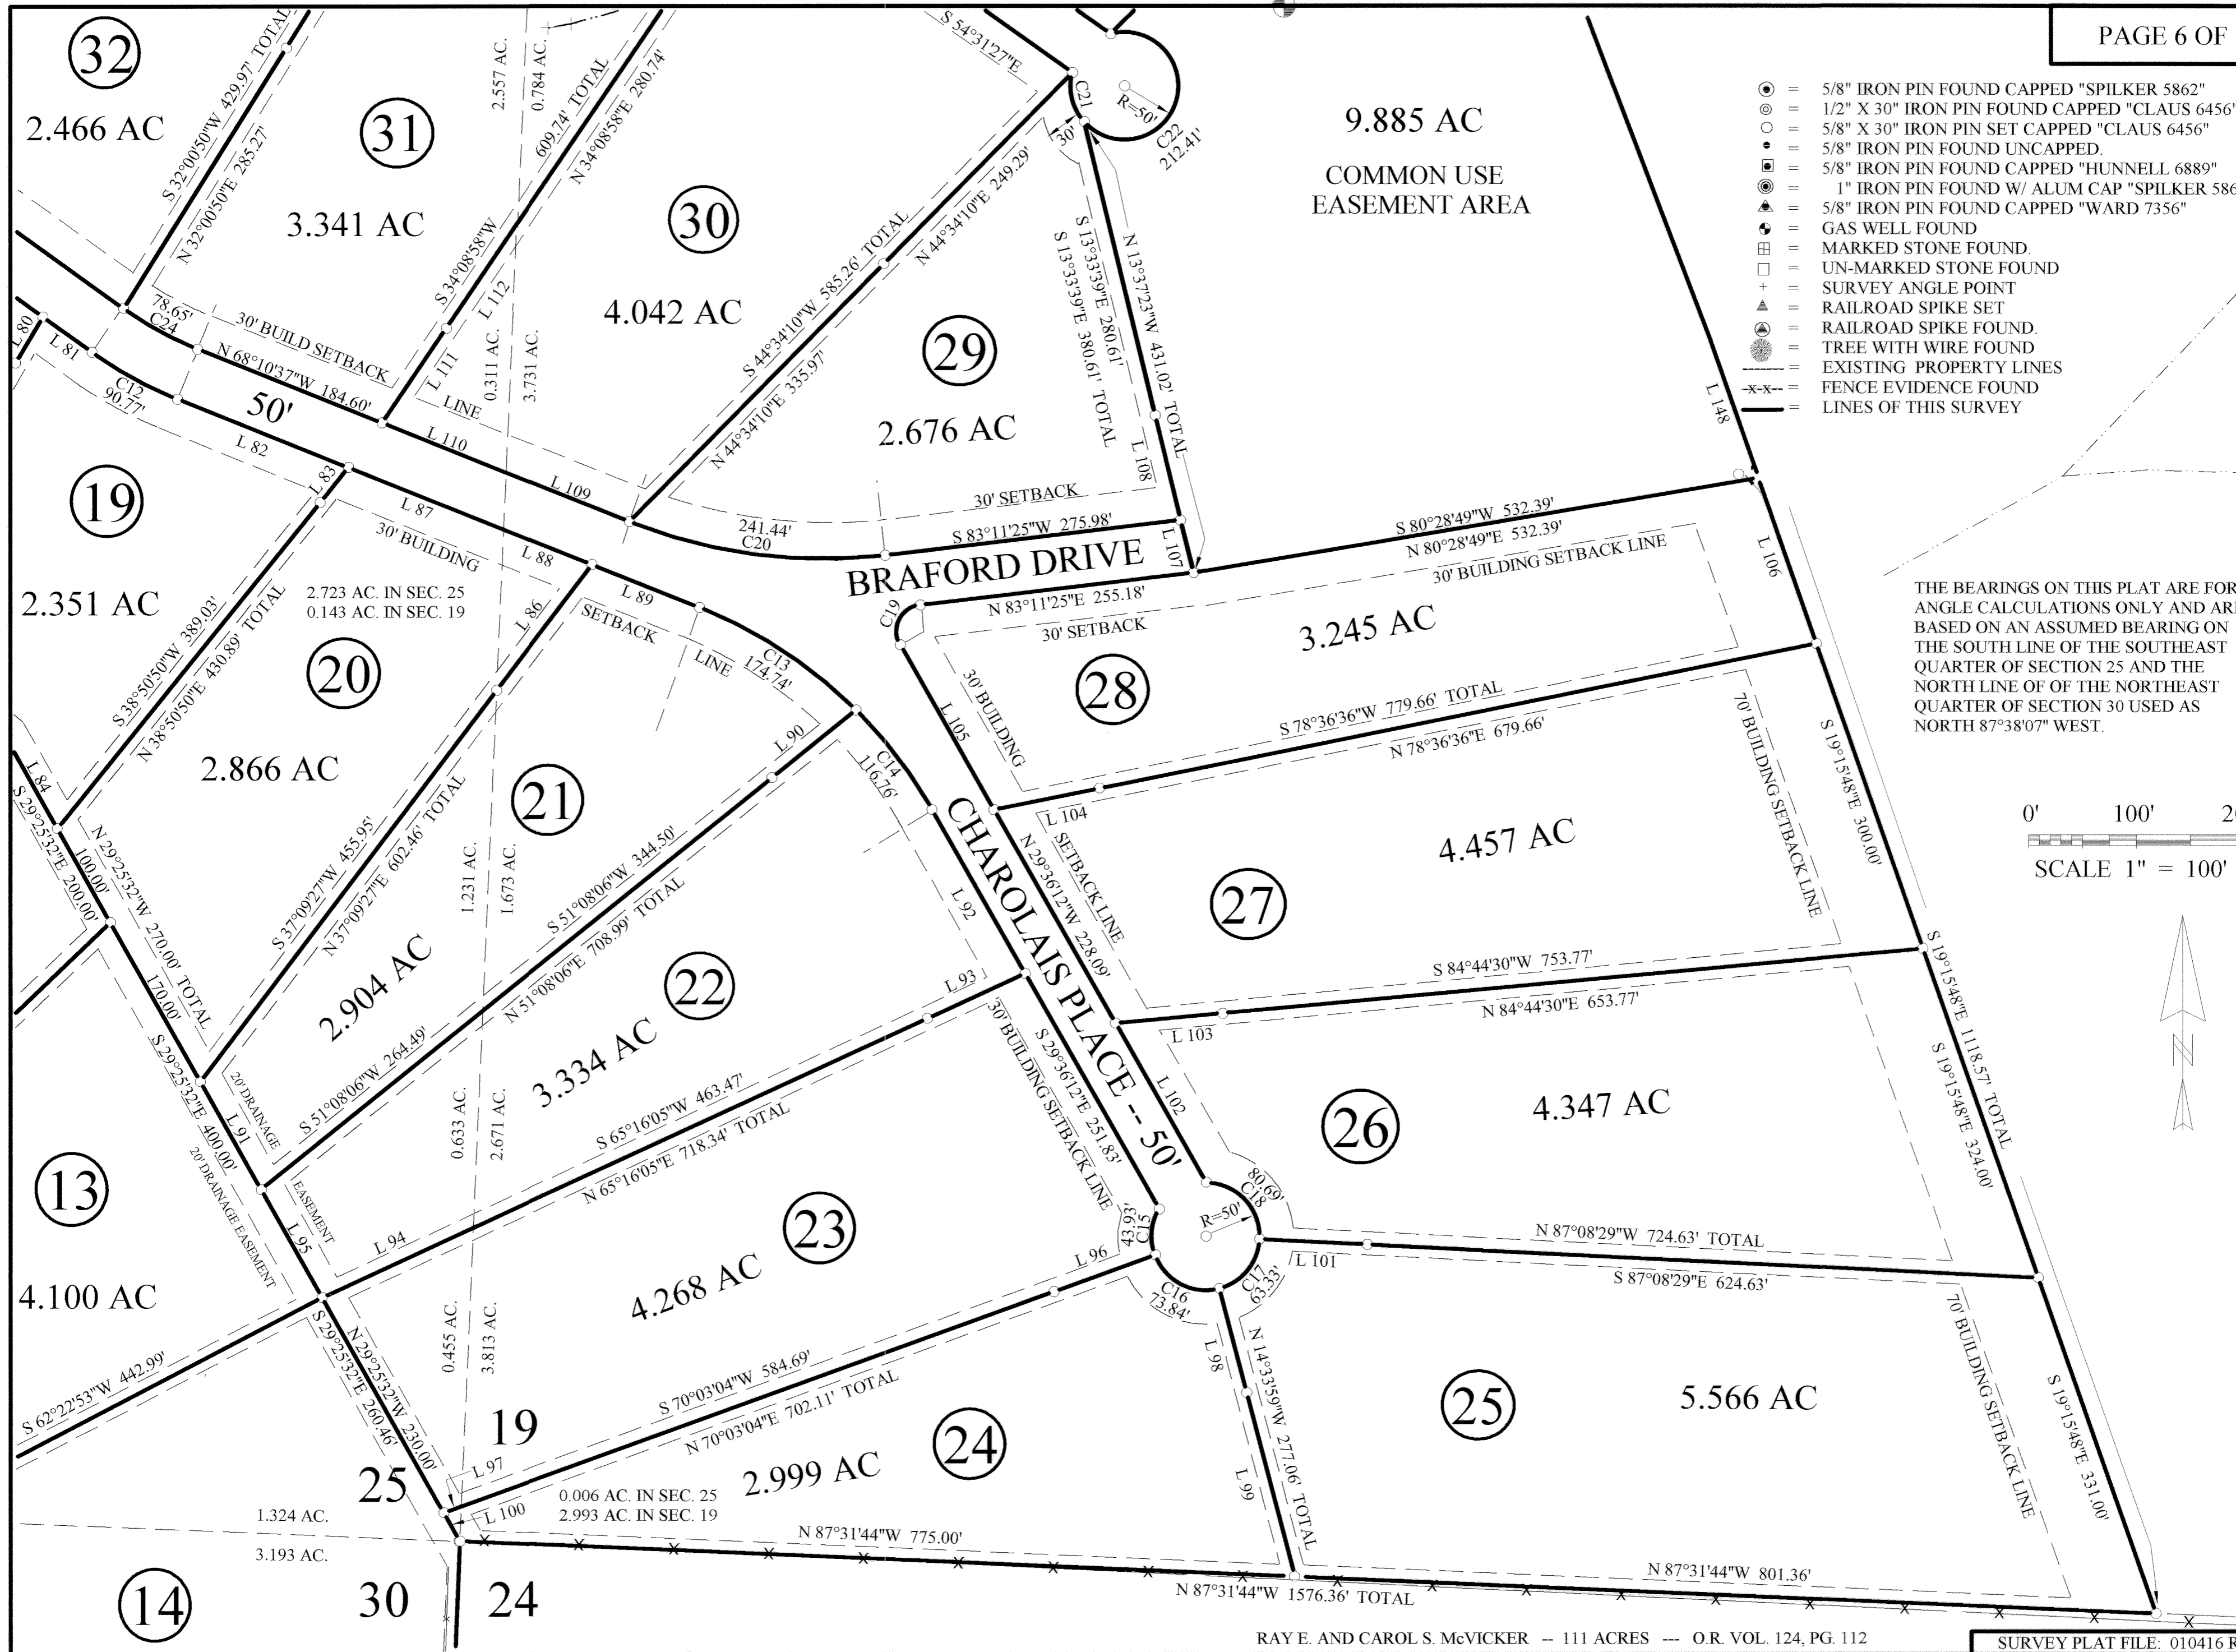 PAGE 6 OF
= 5/8" IRON PIN FOUND CAPPED "SPILKER 5862"
= 1/2" X 30" IRON PIN FOUND CAPPED "CLAUS 6456"
= 5/8" X 30" IRON PIN SET CAPPED "CLAUS 6456"
= 5/8" IRON PIN FOUND UNCAPPED.
= 5/8" IRON PIN FOUND CAPPED "HUNNELL 6889"
= 1" IRON PIN FOUND W/ ALUM CAP "SPILKER 586
= 5/8" IRON PIN FOUND CAPPED "WARD 7356"
= GAS WELL FOUND
= MARKED STONE FOUND.
= UN-MARKED STONE FOUND
+ = SURVEY ANGLE POINT
= RAILROAD SPIKE SET
= RAILROAD SPIKE FOUND.
= TREE WITH WIRE FOUND
= EXISTING PROPERTY LINES
-x-x- = FENCE EVIDENCE FOUND
= LINES OF THIS SURVEY
THE BEARINGS ON THIS PLAT ARE FOR
ANGLE CALCULATIONS ONLY AND ARE
BASED ON AN ASSUMED BEARING ON
THE SOUTH LINE OF THE SOUTHEAST
QUARTER OF SECTION 25 AND THE
NORTH LINE OF OF THE NORTHEAST
QUARTER OF SECTION 30 USED AS
NORTH 87°38'07" WEST.
0' 100'
SCALE 1" = 100'
N
32
2.466 AC
S 32°00'50"W 429.97' TOTAL
N 32°00'50"E 285.27'
31
3.341 AC
2.557 AC.
0.784 AC.
609.74' TOTAL
S 34°08'58"W
N 34°08'58"E 280.74'
L 112
L 111
0.311 AC.
3.731 AC.
30
4.042 AC
S 54°31'27"E
S 44°34'10"W 585.26' TOTAL
N 44°34'10"E 249.29'
N 44°34'10"E 335.97'
C21
30'
R=50'
C22
212.41'
29
2.676 AC
S 13°33'39"E 280.61'
S 13°33'39"E 380.61' TOTAL
N 13°37'23"W 431.02' TOTAL
L 108
L 107
9.885 AC
COMMON USE
EASEMENT AREA
L 148
78.65'
C24
30' BUILD SETBACK
LINE
N 68°10'37"W 184.60'
50'
L 80
L 81
C12
90.77'
L 82
L 83
L 110
L 109
L 87
L 88
L 89
30' BUILDING
SETBACK
LINE
241.44'
C20
30' SETBACK
S 83°11'25"W 275.98'
BRAFORD DRIVE
N 83°11'25"E 255.18'
30' SETBACK
C19
S 80°28'49"W 532.39'
N 80°28'49"E 532.39'
30' BUILDING SETBACK LINE
L 106
3.245 AC
28
30' BUILDING
L 105
S 78°36'36"W 779.66' TOTAL
N 78°36'36"E 679.66'
L 104
SETBACK LINE
70' BUILDING SETBACK LINE
S 19°15'48"E 300.00'
19
2.351 AC
S 38°50'50"W 389.03'
N 38°50'50"E 430.89' TOTAL
2.723 AC. IN SEC. 25
0.143 AC. IN SEC. 19
20
2.866 AC
L 86
L 84
S 29°25'32"E 200.00'
100.00'
N 29°25'32"W 270.00' TOTAL
170.00'
S 37°09'27"W 455.95'
N 37°09'27"E 602.46' TOTAL
21
2.904 AC
1.231 AC.
1.673 AC.
C13
174.74'
L 90
C14
116.76'
S 51°08'06"W 344.50'
N 51°08'06"E 708.99' TOTAL
S 51°08'06"W 264.49'
22
3.334 AC
0.633 AC.
2.671 AC.
L 92
L 93
CHAROLAIS PLACE -- 50'
N 29°36'12"W 228.09'
27
4.457 AC
S 84°44'30"W 753.77'
N 84°44'30"E 653.77'
L 103
S 19°15'48"E 1118.57' TOTAL
S 19°15'48"E 324.00'
26
4.347 AC
L 102
S 29°36'12"E 251.83'
30' BUILDING SETBACK LINE
S 65°16'05"W 463.47'
N 65°16'05"E 718.34' TOTAL
L 94
20' DRAINAGE
EASEMENT
S 29°25'32"E 400.00'
L 91
20' DRAINAGE EASEMENT
L 95
13
4.100 AC
S 62°22'53"W 442.99'
23
4.268 AC
0.455 AC.
3.813 AC.
43.93'
C15
R=50'
80.69'
C18
L 96
C16
73.84'
C17
63.33'
L 101
N 87°08'29"W 724.63' TOTAL
S 87°08'29"E 624.63'
25
5.566 AC
70' BUILDING SETBACK LINE
S 19°15'48"E 331.00'
S 70°03'04"W 584.69'
N 70°03'04"E 702.11' TOTAL
L 97
L 100
S 29°25'32"E 260.46'
N 29°25'32"W 230.00'
19
25
24
2.999 AC
0.006 AC. IN SEC. 25
2.993 AC. IN SEC. 19
L 98
L 99
N 14°33'59"W 277.06' TOTAL
1.324 AC.
3.193 AC.
14
30
24
N 87°31'44"W 775.00'
N 87°31'44"W 801.36'
N 87°31'44"W 1576.36' TOTAL
RAY E. AND CAROL S. McVICKER -- 111 ACRES --- O.R. VOL. 124, PG. 112
SURVEY PLAT FILE: 010416